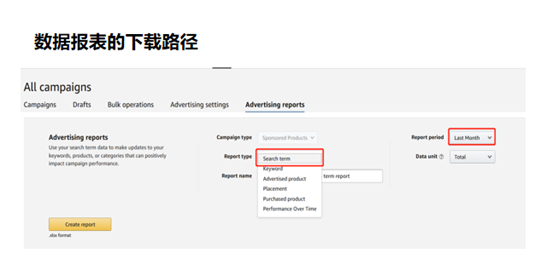 数据报表的下载路径
All campaigns
Campaigns Drafts Bulk operations Advertising settings Advertising reports
Advertising reports
Use your search term data to make updates to your
keywords, products, or categories that can positively
impact campaign performance.
Campaign type Sponsored Products
Report type Search term
Keyword
Advertised product
Placement
Purchased product
Performance Over Time
Report name term report
Report period Last Month
Data unit Total
Create report
.xlsx format